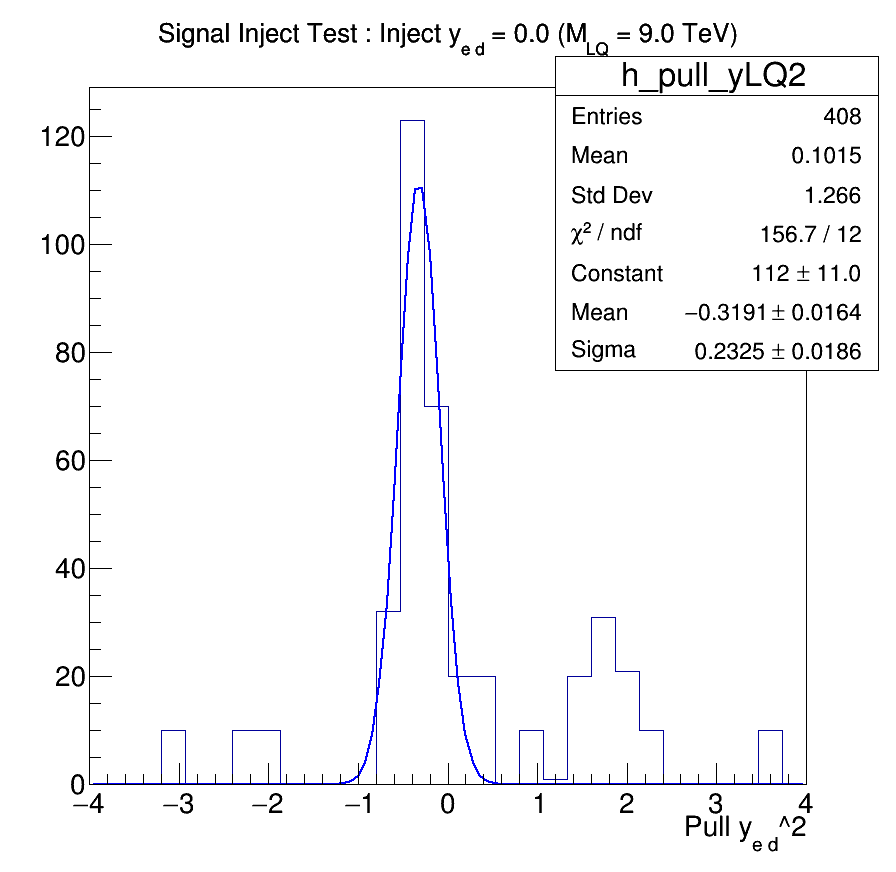 Signal Inject Test : Inject y_{e d} = 0.0 (M_{LQ} = 9.0 TeV)
h_pull_yLQ2
Entries 408
Mean 0.1015
Std Dev 1.266
χ² / ndf 156.7 / 12
Constant 112 ± 11.0
Mean −0.3191 ± 0.0164
Sigma 0.2325 ± 0.0186
120
100
80
60
40
20
0
−4 −3 −2 −1 0 1 2 3 4
Pull y_{e d}^2